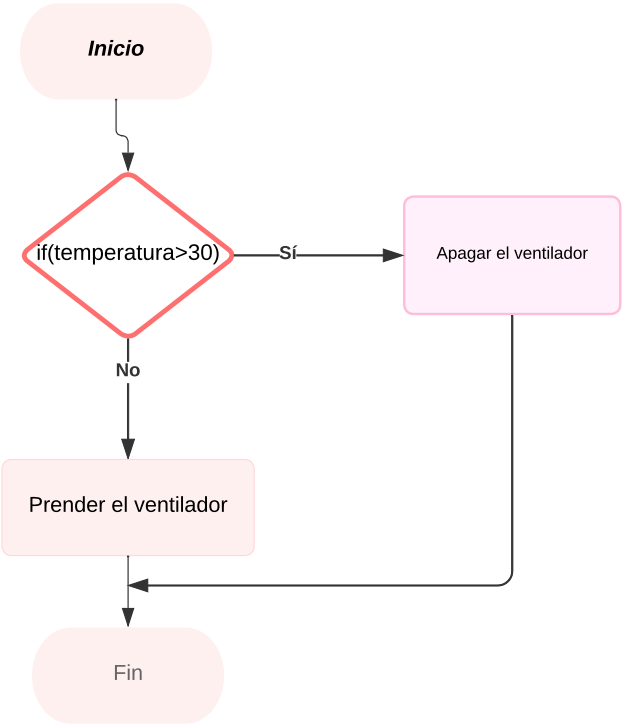 Inicio
if(temperatura>30)
Sí
Apagar el ventilador
No
Prender el ventilador
Fin